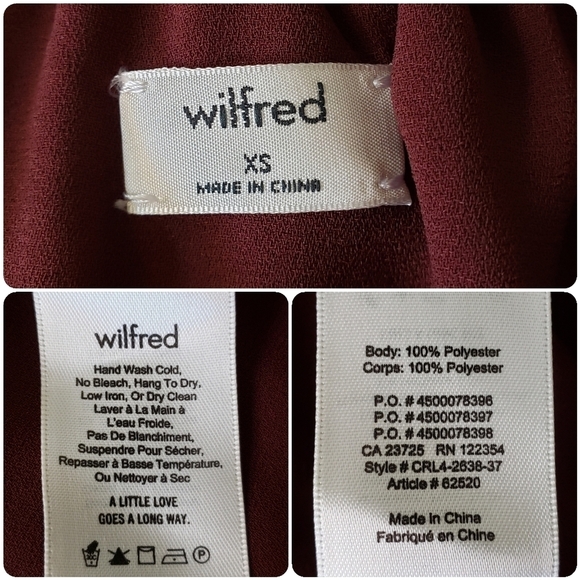 wilfred
XS
MADE IN CHINA
wilfred
Hand Wash Cold,
No Bleach, Hang To Dry,
Low Iron, Or Dry Clean
Laver à La Main à
L'eau Froide,
Pas De Blanchiment,
Suspendre Pour Sécher,
Repasser à Basse Température,
Ou Nettoyer à Sec
A LITTLE LOVE
GOES A LONG WAY.
P
Body: 100% Polyester
Corps: 100% Polyester
P.O. # 4500078396
P.O. # 4500078397
P.O. # 4500078398
CA 23725 RN 122354
Style # CRL4-2638-37
Article # 62520
Made in China
Fabriqué en Chine